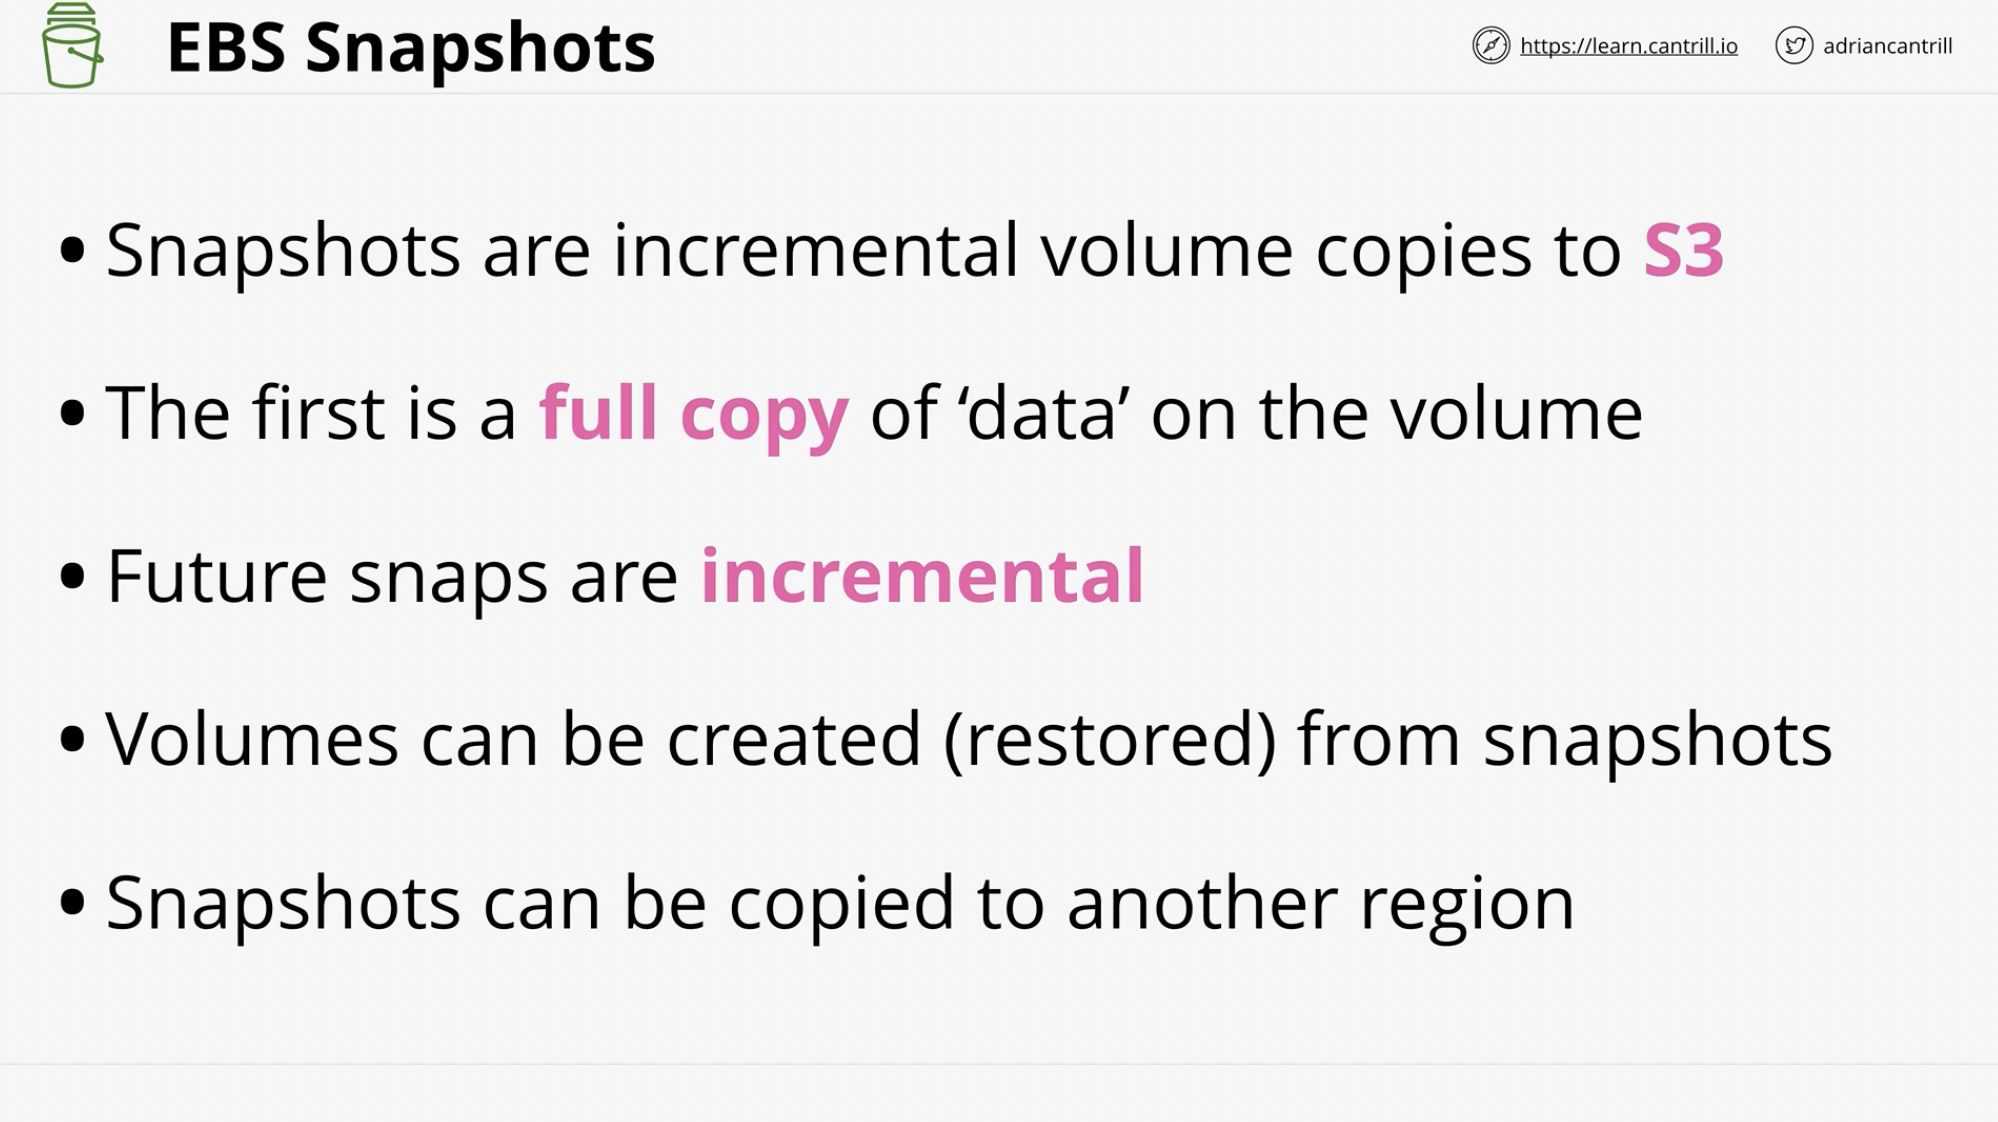 EBS Snapshots
https://learn.cantrill.io
adriancantrill
• Snapshots are incremental volume copies to S3
• The first is a full copy of ‘data’ on the volume
• Future snaps are incremental
• Volumes can be created (restored) from snapshots
• Snapshots can be copied to another region